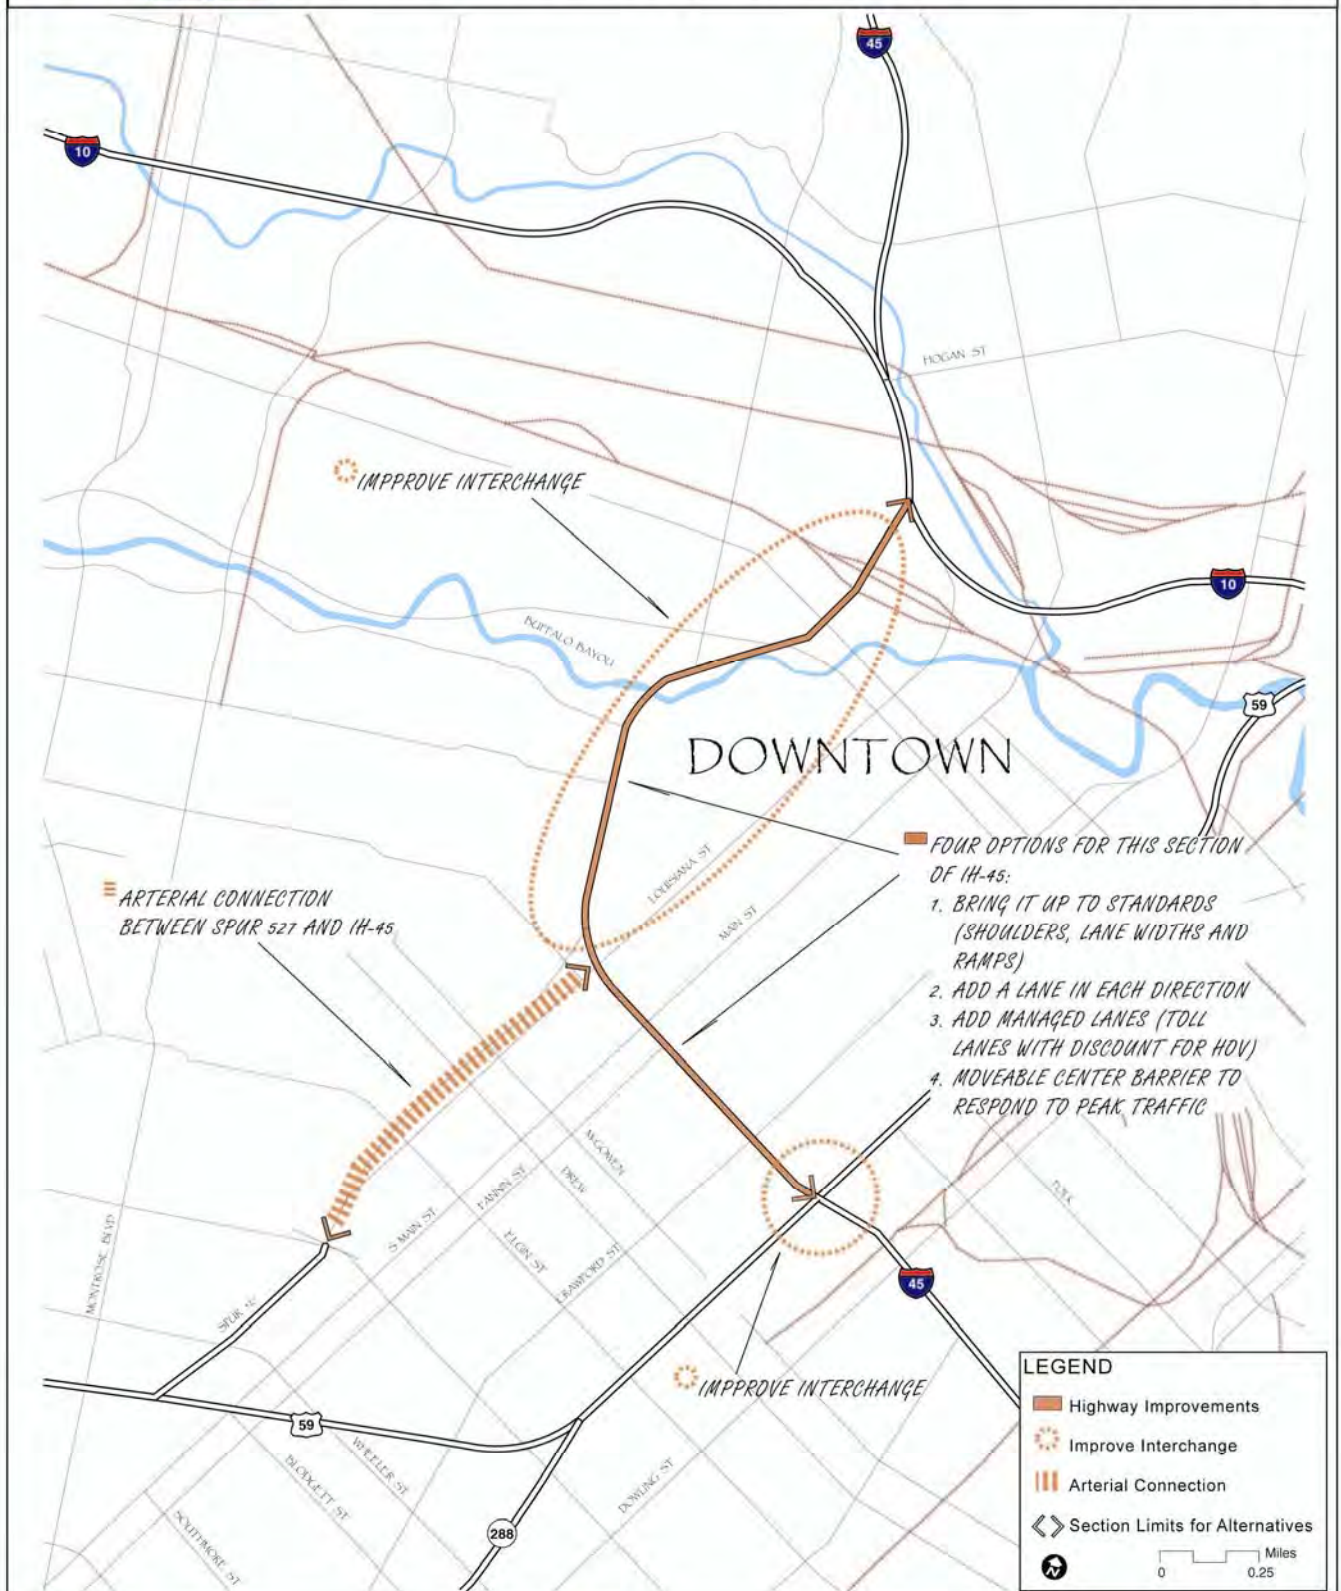 45
10
HOGAN ST
IMPPROVE INTERCHANGE
10
BUFFALO BAYOU
59
DOWNTOWN
LOUISIANA ST
MAIN ST
FOUR OPTIONS FOR THIS SECTION
OF IH-45:
1. BRING IT UP TO STANDARDS
(SHOULDERS, LANE WIDTHS AND
RAMPS)
2. ADD A LANE IN EACH DIRECTION
3. ADD MANAGED LANES (TOLL
LANES WITH DISCOUNT FOR HOV)
4. MOVEABLE CENTER BARRIER TO
RESPOND TO PEAK TRAFFIC
ARTERIAL CONNECTION
BETWEEN SPUR 527 AND IH-45
MCGOWEN
DREW
FANNIN ST
S MAIN ST
ELGIN ST
CRAWFORD ST
POLK
MONTROSE BLVD
SPUR
45
IMPPROVE INTERCHANGE
59
WHEELER ST
BLODGETT ST
SOUTHMORE ST
DOWLING ST
288
LEGEND
Highway Improvements
Improve Interchange
Arterial Connection
Section Limits for Alternatives
N
Miles
0 0.25